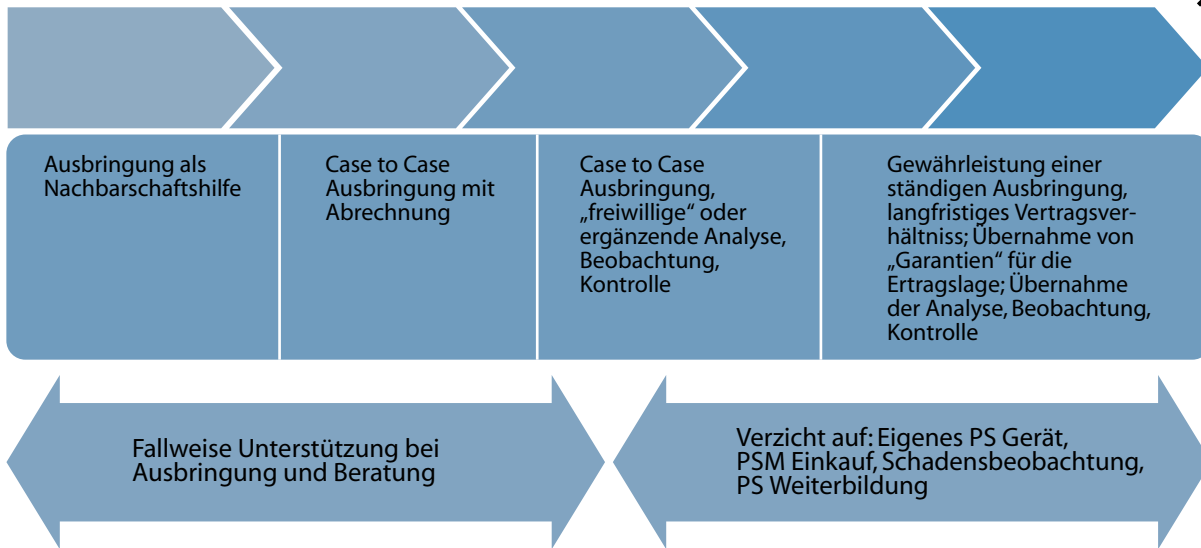 Ausbringung als
Nachbarschaftshilfe
Case to Case
Ausbringung mit
Abrechnung
Case to Case
Ausbringung,
„freiwillige“ oder
ergänzende Analyse,
Beobachtung,
Kontrolle
Gewährleistung einer
ständigen Ausbringung,
langfristiges Vertragsver-
hältniss; Übernahme von
„Garantien“ für die
Ertragslage; Übernahme
der Analyse, Beobachtung,
Kontrolle
Fallweise Unterstützung bei
Ausbringung und Beratung
Verzicht auf: Eigenes PS Gerät,
PSM Einkauf, Schadensbeobachtung,
PS Weiterbildung